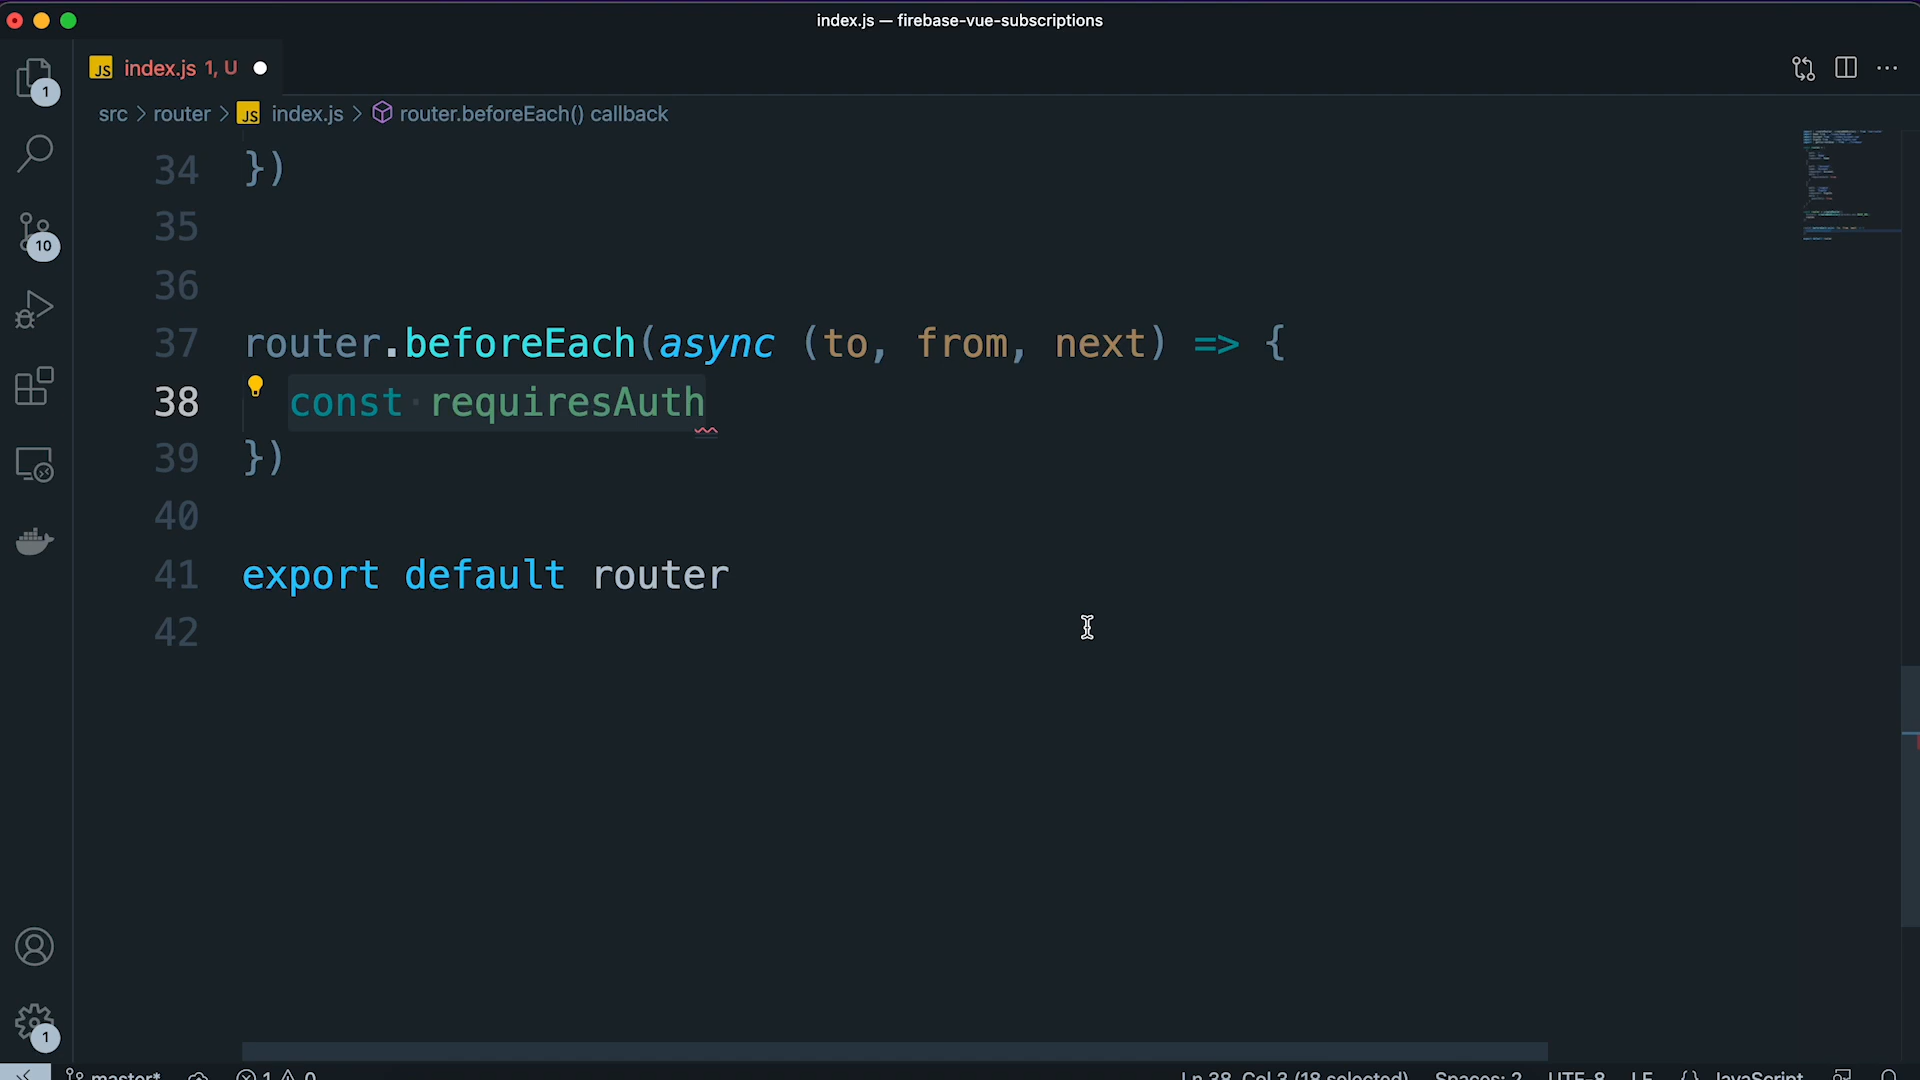 index.js — firebase-vue-subscriptions
JS index.js 1, U
1
src > router > JS index.js > router.beforeEach() callback
34 })
35
10
36
37 router.beforeEach(async (to, from, next) => {
38 const requiresAuth
39 })
40
41 export default router
42
1
master* 1 0 Ln 38, Col 3 (18 selected) Spaces: 2 UTF-8 LF {} JavaScript